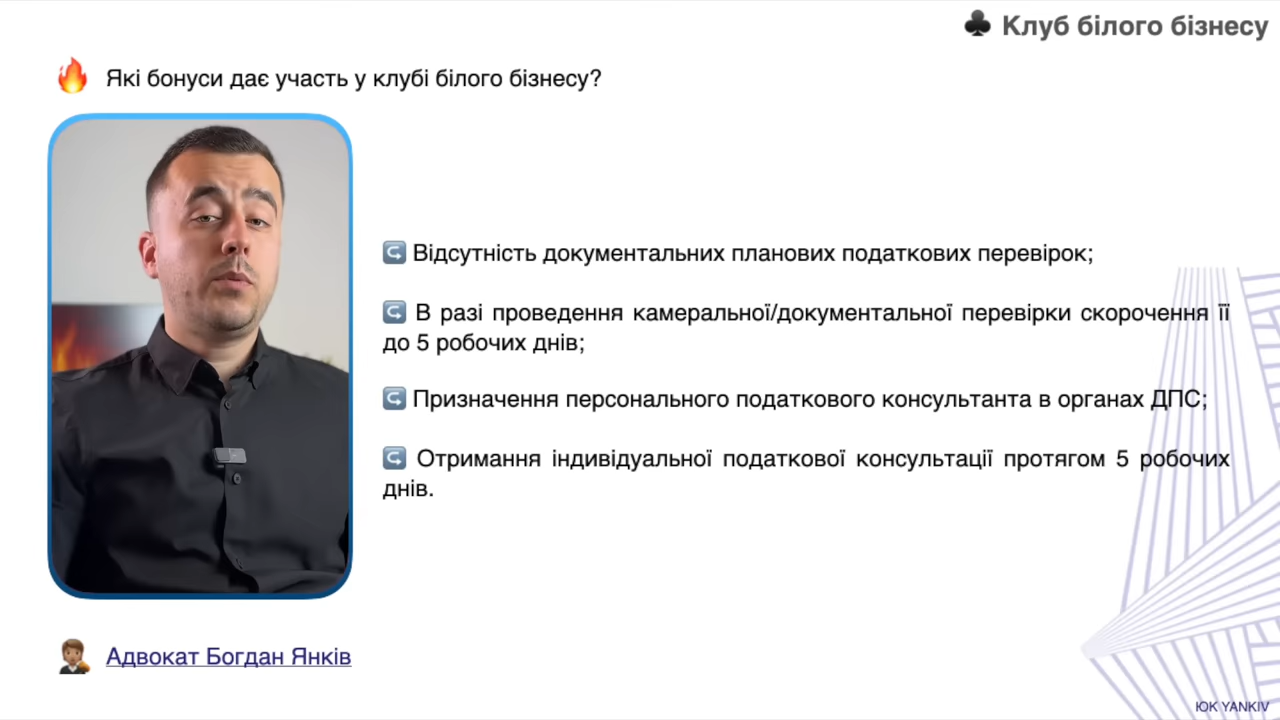 ♣ Клуб білого бізнесу
🔥 Які бонуси дає участь у клубі білого бізнесу?
↪ Відсутність документальних планових податкових перевірок;
↪ В разі проведення камеральної/документальної перевірки скорочення її
до 5 робочих днів;
↪ Призначення персонального податкового консультанта в органах ДПС;
↪ Отримання індивідуальної податкової консультації протягом 5 робочих
днів.
Адвокат Богдан Янків
ЮК YANKIV